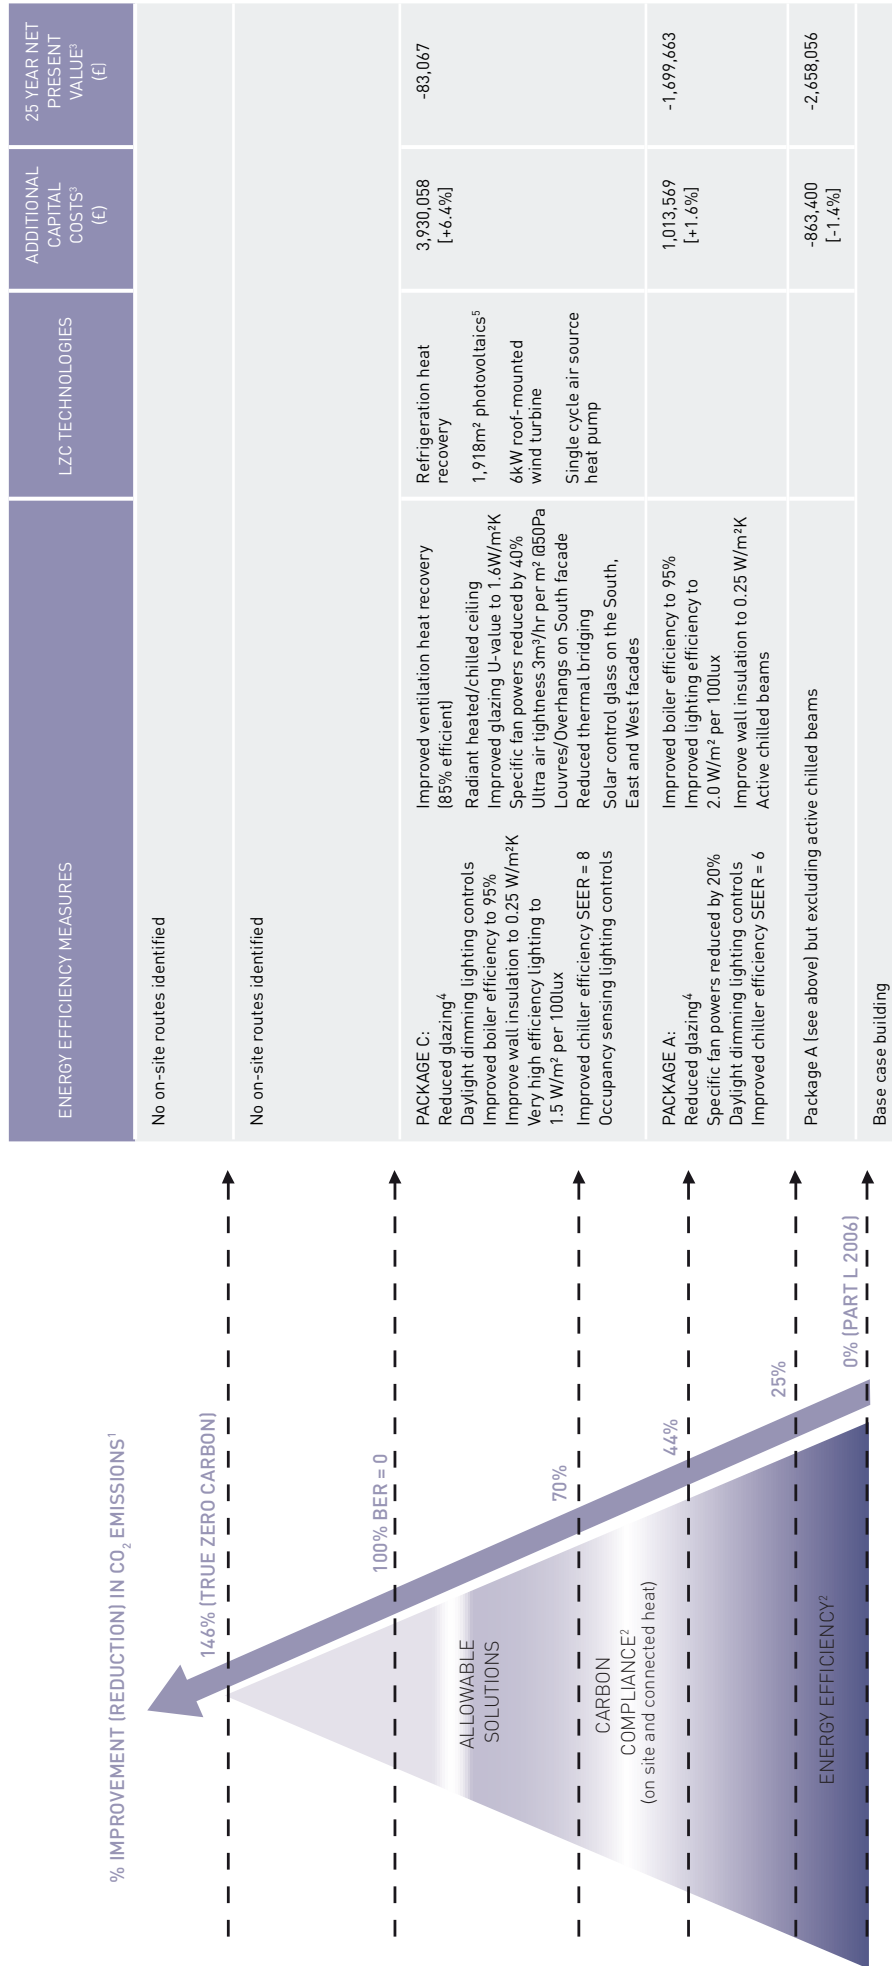 % IMPROVEMENT (REDUCTION) IN CO₂ EMISSIONS¹
146% (TRUE ZERO CARBON)
100% BER = 0
70%
44%
25%
0% (PART L 2006)
ALLOWABLE
SOLUTIONS
CARBON
COMPLIANCE²
(on site and connected heat)
ENERGY EFFICIENCY²
ENERGY EFFICIENCY MEASURES
LZC TECHNOLOGIES
ADDITIONAL
CAPITAL
COSTS³
(£)
25 YEAR NET
PRESENT
VALUE³
(£)
No on-site routes identified
No on-site routes identified
PACKAGE C:
Reduced glazing⁴
Daylight dimming lighting controls
Improved boiler efficiency to 95%
Improve wall insulation to 0.25 W/m²K
Very high efficiency lighting to
1.5 W/m² per 100lux
Improved chiller efficiency SEER = 8
Occupancy sensing lighting controls
Improved ventilation heat recovery
(85% efficient)
Radiant heated/chilled ceiling
Improved glazing U-value to 1.6W/m²K
Specific fan powers reduced by 40%
Ultra air tightness 3m³/hr per m² @50Pa
Louvres/Overhangs on South facade
Reduced thermal bridging
Solar control glass on the South,
East and West facades
Refrigeration heat
recovery
1,918m² photovoltaics⁵
6kW roof-mounted
wind turbine
Single cycle air source
heat pump
3,930,058
[+6.4%]
-83,067
PACKAGE A:
Reduced glazing⁴
Specific fan powers reduced by 20%
Daylight dimming lighting controls
Improved chiller efficiency SEER = 6
Improved boiler efficiency to 95%
Improved lighting efficiency to
2.0 W/m² per 100lux
Improve wall insulation to 0.25 W/m²K
Active chilled beams
1,013,569
[+1.6%]
-1,699,663
Package A (see above) but excluding active chilled beams
-863,400
[-1.4%]
-2,658,056
Base case building